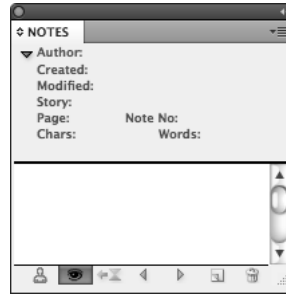 NOTES
Author:
Created:
Modified:
Story:
Page: Note No:
Chars: Words: